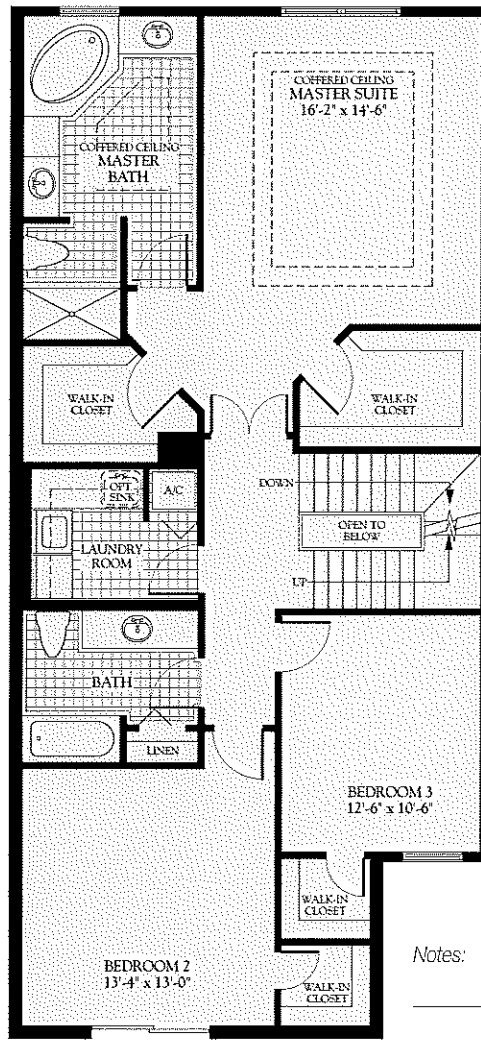 COFFERED CEILING
MASTER SUITE
16'-2" x 14'-6"
COFFERED CEILING
MASTER
BATH
WALK-IN
CLOSET
WALK-IN
CLOSET
OPT
SINK
A/C
DOWN
OPEN TO
BELOW
LAUNDRY
ROOM
UP
BATH
LINEN
BEDROOM 3
12'-6" x 10'-6"
WALK-IN
CLOSET
BEDROOM 2
13'-4" x 13'-0"
WALK-IN
CLOSET
Notes: